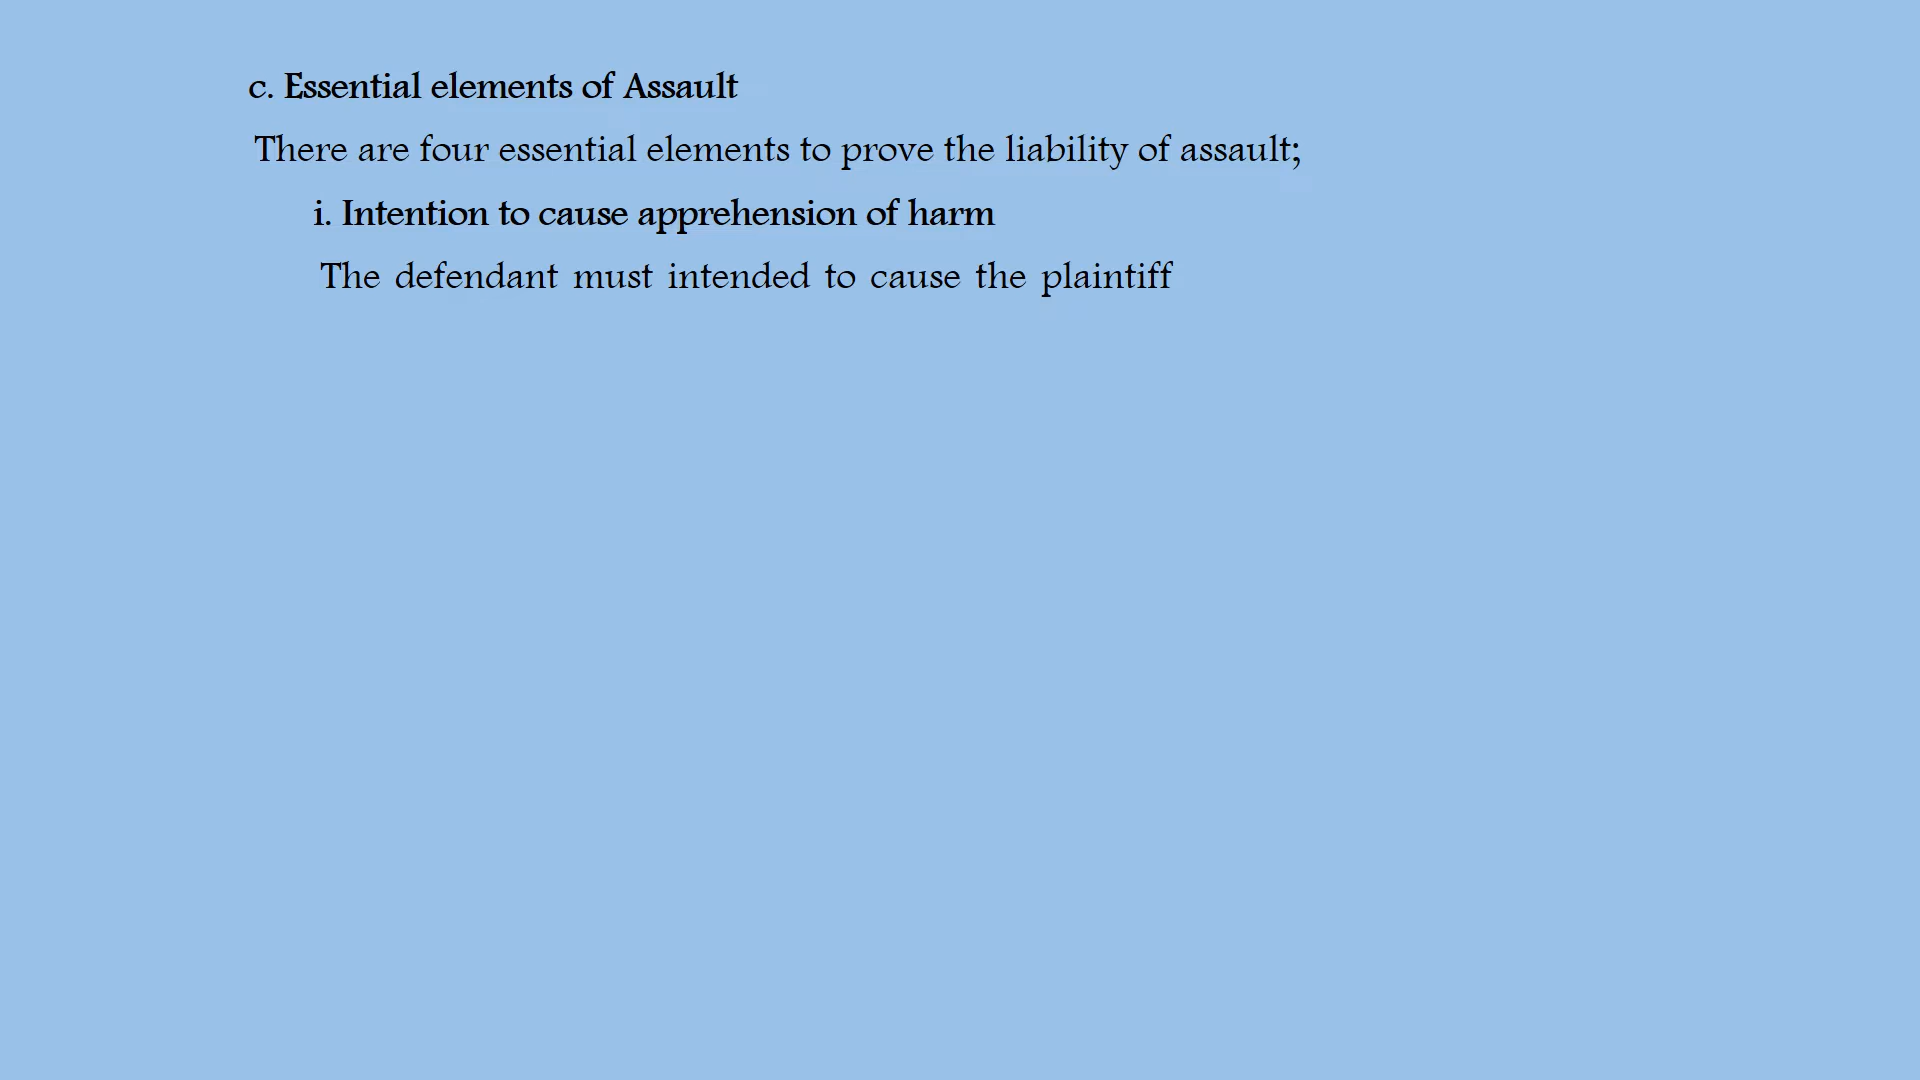 c. Essential elements of Assault
There are four essential elements to prove the liability of assault;
i. Intention to cause apprehension of harm
The defendant must intended to cause the plaintiff